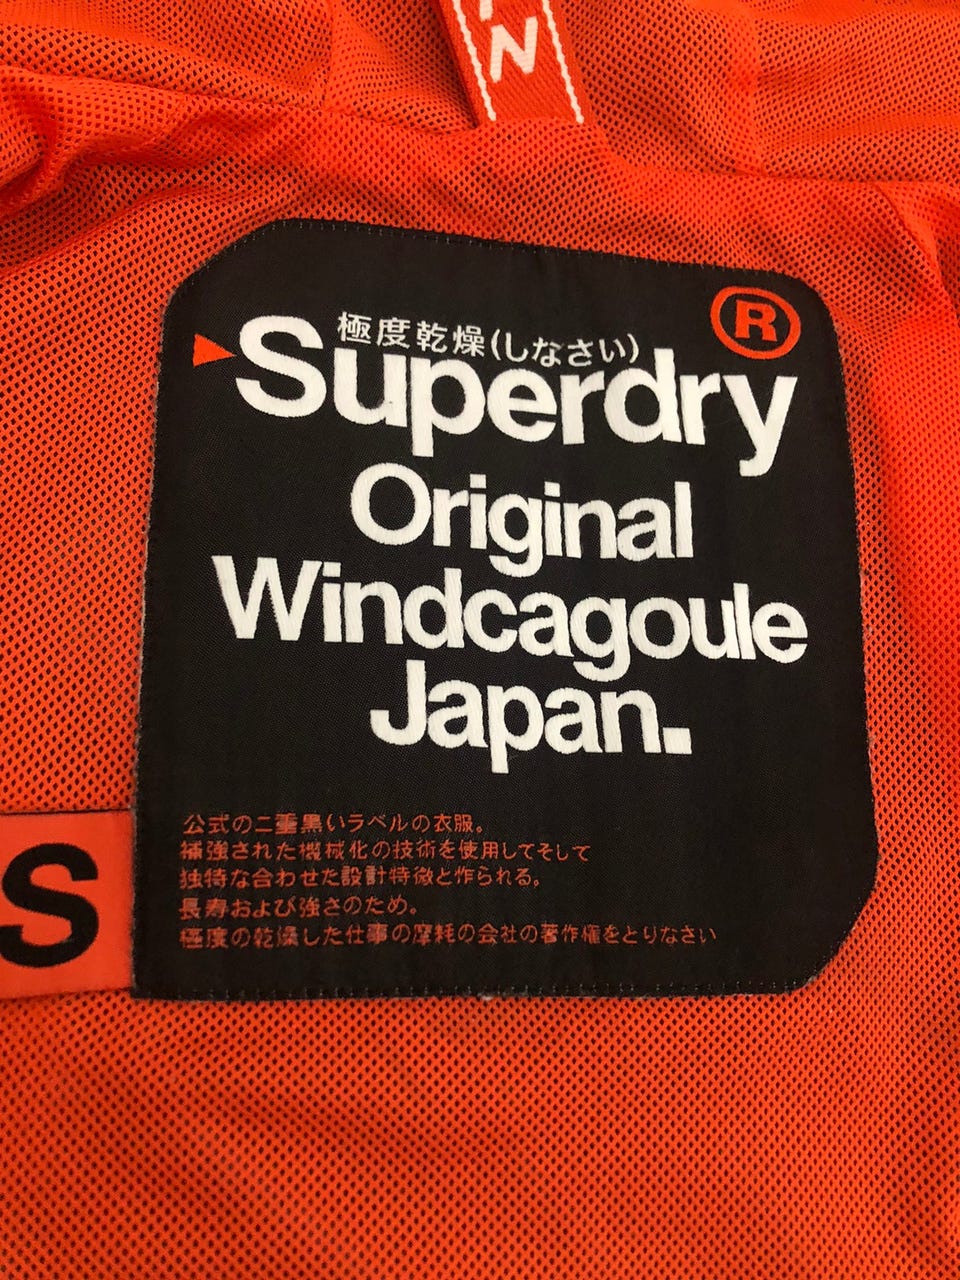 N
極度乾燥(しなさい)
®
Superdry
Original
Windcagoule
Japan.
公式の二重黒いラベルの衣服。
補強された機械化の技術を使用してそして
独特な合わせた設計特徴と作られる。
長寿および強さのため。
極度の乾燥した仕事の摩耗の会社の著作権をとりなさい
S